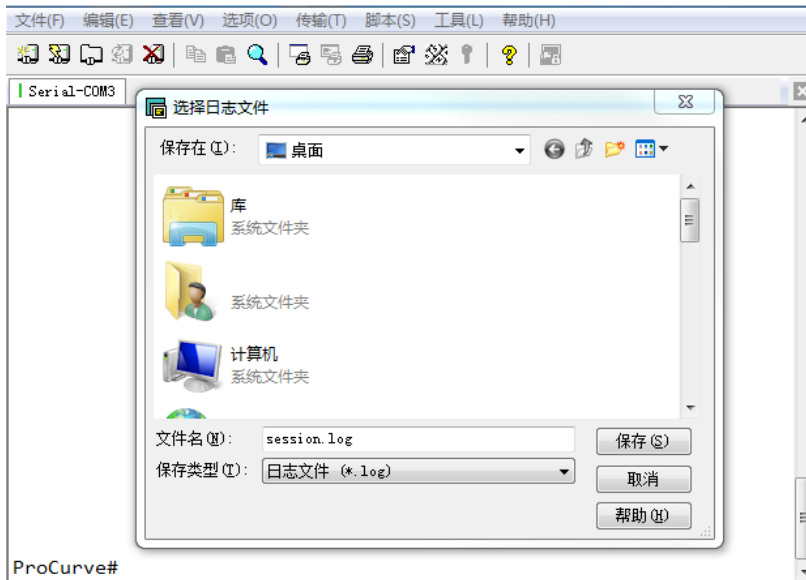 文件(F) 编辑(E) 查看(V) 选项(O) 传输(T) 脚本(S) 工具(L) 帮助(H)
Serial-COM3
选择日志文件
保存在(I): 桌面
库
系统文件夹
系统文件夹
计算机
系统文件夹
文件名(N): session.log 保存(S)
保存类型(T): 日志文件 (*.log) 取消
帮助(H)
ProCurve#